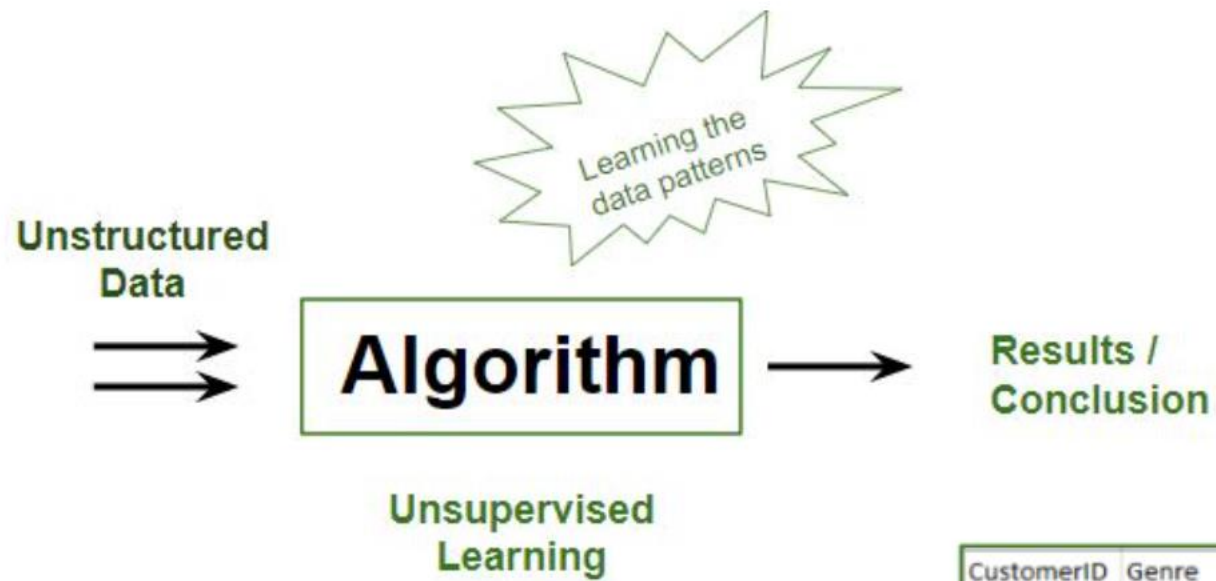 Learning the
data patterns
Unstructured
Data
Algorithm
Results /
Conclusion
Unsupervised
Learning
CustomerID Genre